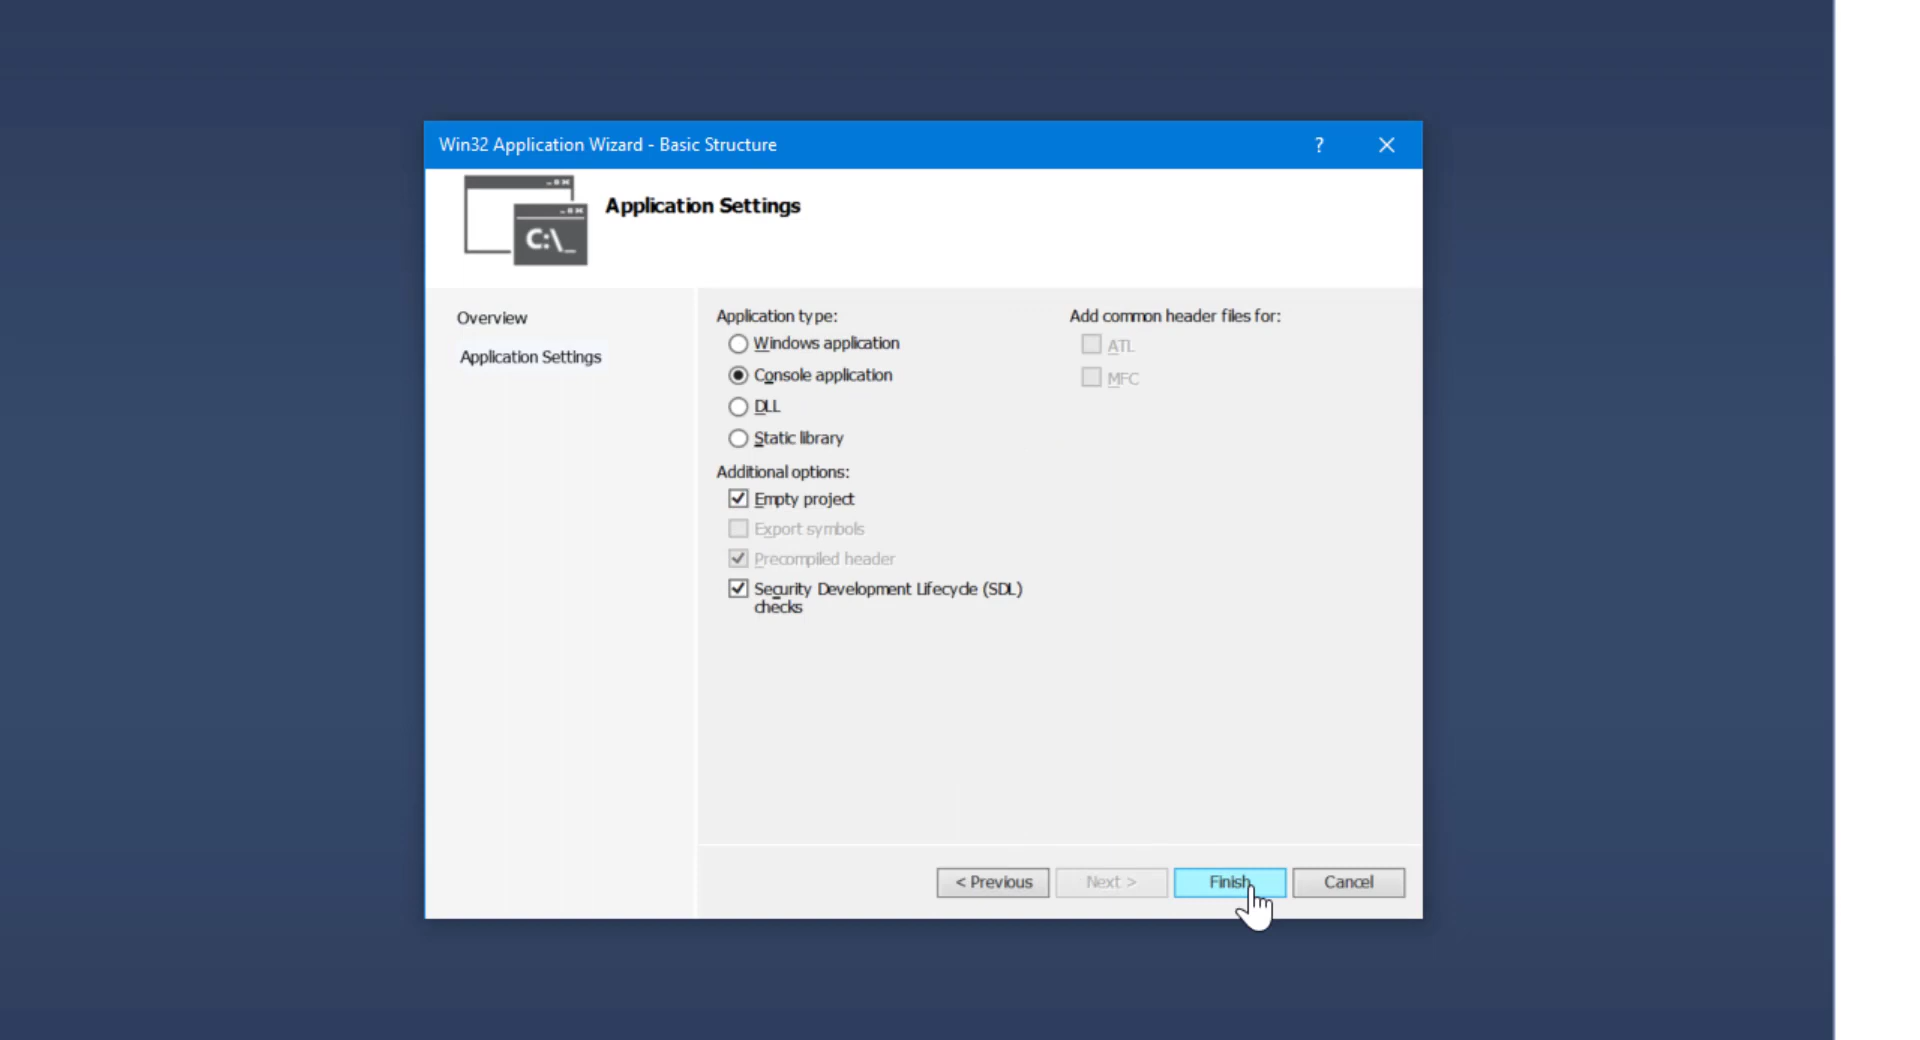 Win32 Application Wizard - Basic Structure
?
C:\_
Application Settings
Overview
Application Settings
Application type:
Windows application
Console application
DLL
Static library
Additional options:
Empty project
Export symbols
Precompiled header
Security Development Lifecycle (SDL)
checks
Add common header files for:
ATL
MFC
< Previous
Next >
Finish
Cancel